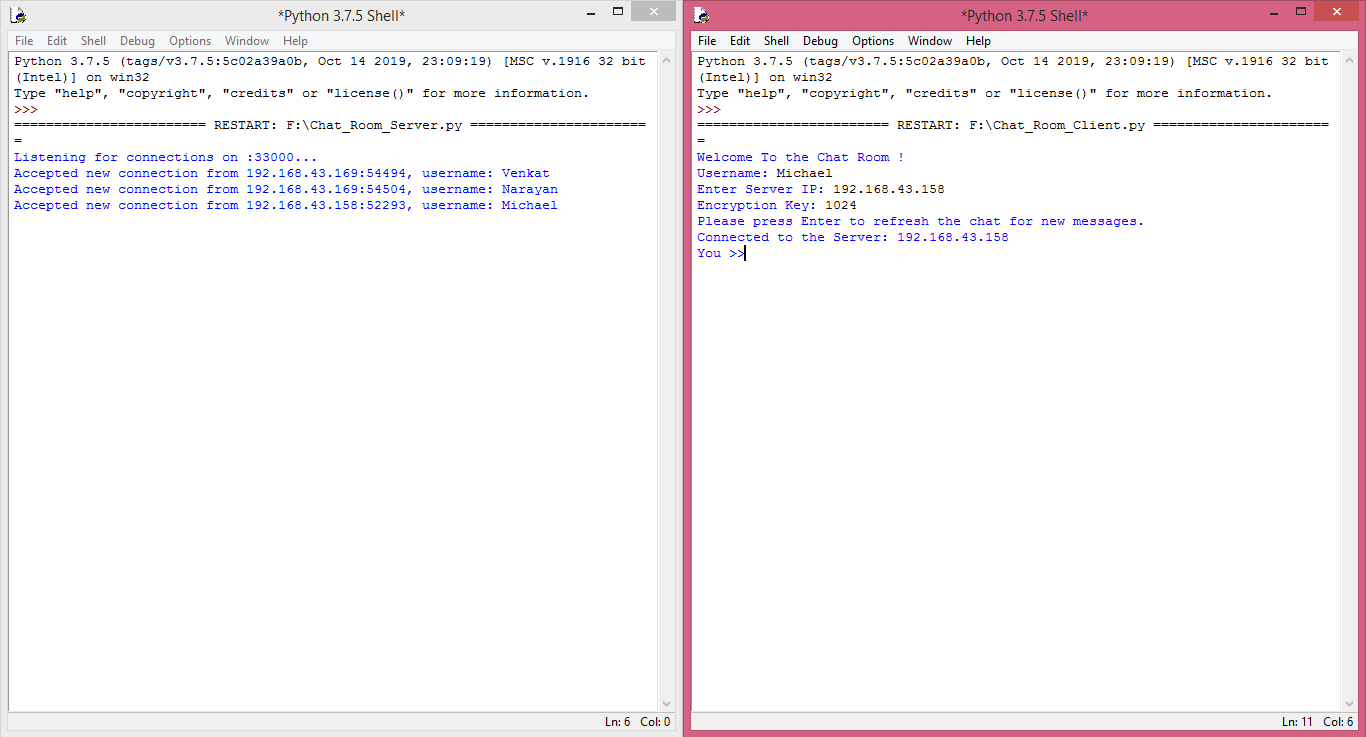 *Python 3.7.5 Shell*
File Edit Shell Debug Options Window Help
Python 3.7.5 (tags/v3.7.5:5c02a39a0b, Oct 14 2019, 23:09:19) [MSC v.1916 32 bit
(Intel)] on win32
Type "help", "copyright", "credits" or "license()" for more information.
>>>
======================== RESTART: F:\Chat_Room_Server.py ======================
=
Listening for connections on :33000...
Accepted new connection from 192.168.43.169:54494, username: Venkat
Accepted new connection from 192.168.43.169:54504, username: Narayan
Accepted new connection from 192.168.43.158:52293, username: Michael
Ln: 6 Col: 0
*Python 3.7.5 Shell*
File Edit Shell Debug Options Window Help
Python 3.7.5 (tags/v3.7.5:5c02a39a0b, Oct 14 2019, 23:09:19) [MSC v.1916 32 bit
(Intel)] on win32
Type "help", "copyright", "credits" or "license()" for more information.
>>>
======================== RESTART: F:\Chat_Room_Client.py ======================
=
Welcome To the Chat Room !
Username: Michael
Enter Server IP: 192.168.43.158
Encryption Key: 1024
Please press Enter to refresh the chat for new messages.
Connected to the Server: 192.168.43.158
You >>
Ln: 11 Col: 6